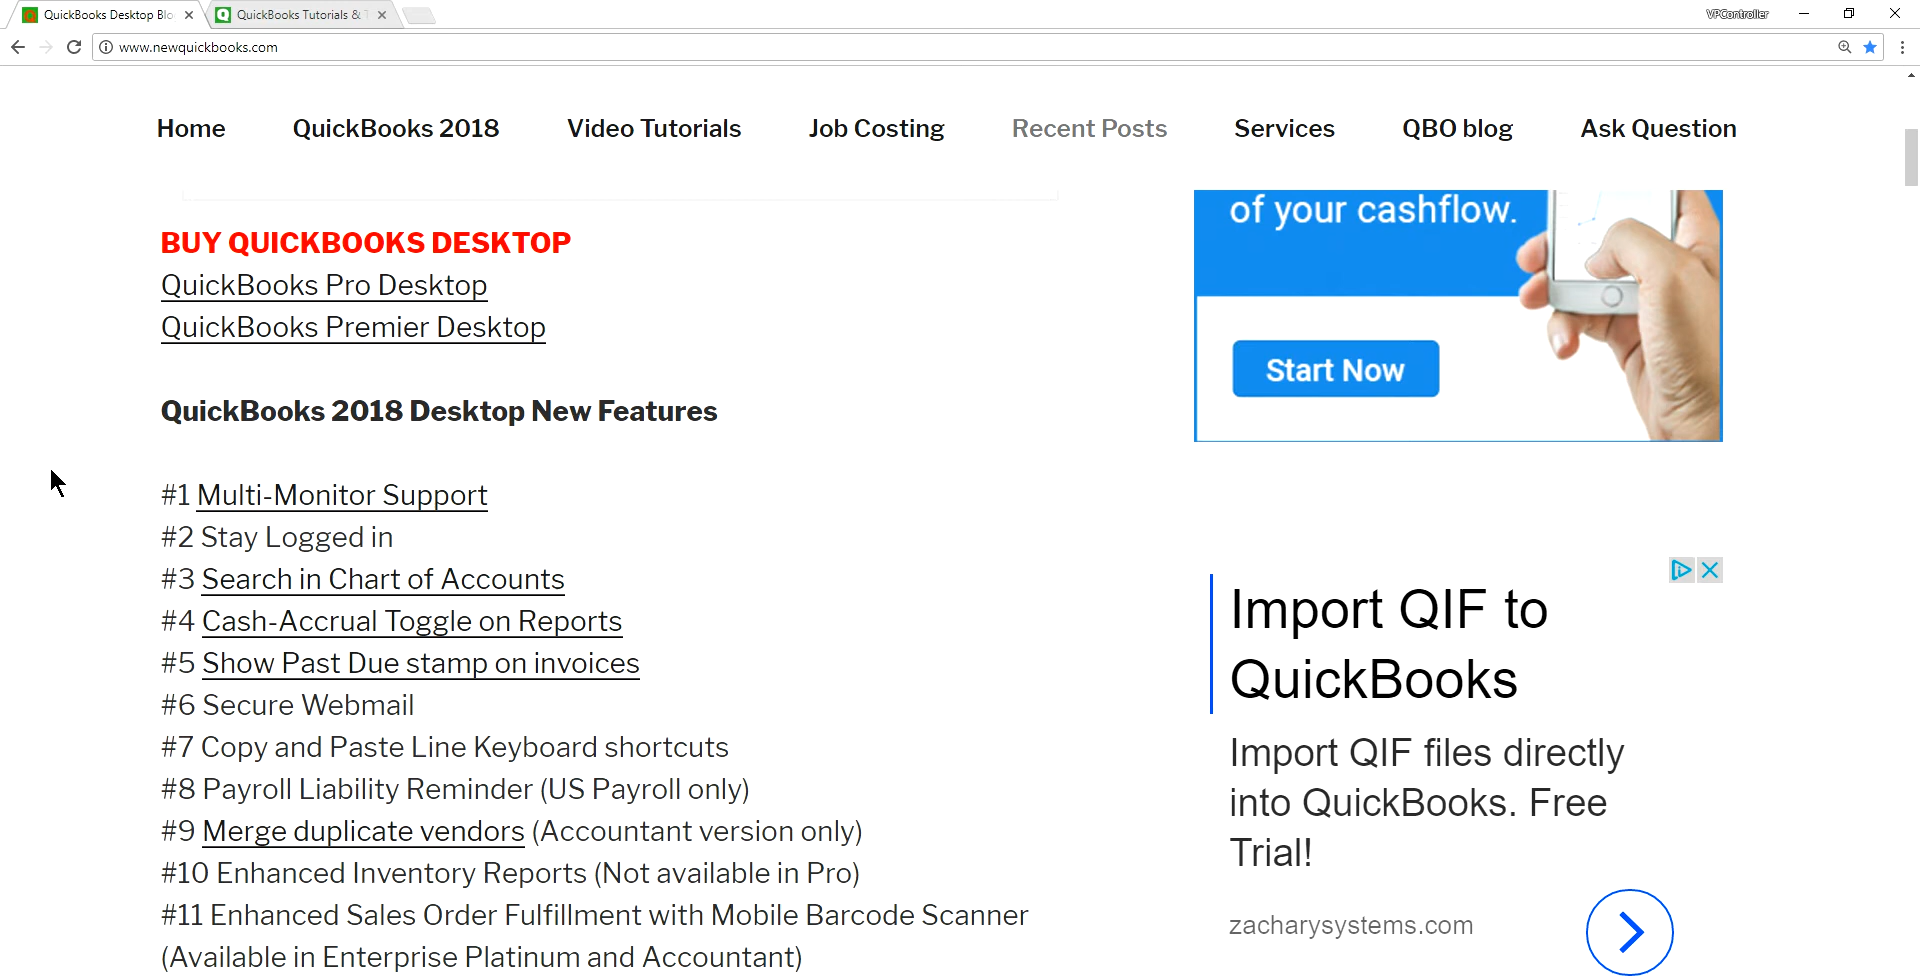 QuickBooks Desktop Blo
QuickBooks Tutorials &
VPController
www.newquickbooks.com
Home QuickBooks 2018 Video Tutorials Job Costing Recent Posts Services QBO blog Ask Question
BUY QUICKBOOKS DESKTOP
QuickBooks Pro Desktop
QuickBooks Premier Desktop
QuickBooks 2018 Desktop New Features
#1 Multi-Monitor Support
#2 Stay Logged in
#3 Search in Chart of Accounts
#4 Cash-Accrual Toggle on Reports
#5 Show Past Due stamp on invoices
#6 Secure Webmail
#7 Copy and Paste Line Keyboard shortcuts
#8 Payroll Liability Reminder (US Payroll only)
#9 Merge duplicate vendors (Accountant version only)
#10 Enhanced Inventory Reports (Not available in Pro)
#11 Enhanced Sales Order Fulfillment with Mobile Barcode Scanner
(Available in Enterprise Platinum and Accountant)
of your cashflow.
Start Now
Import QIF to
QuickBooks
Import QIF files directly
into QuickBooks. Free
Trial!
zacharysystems.com